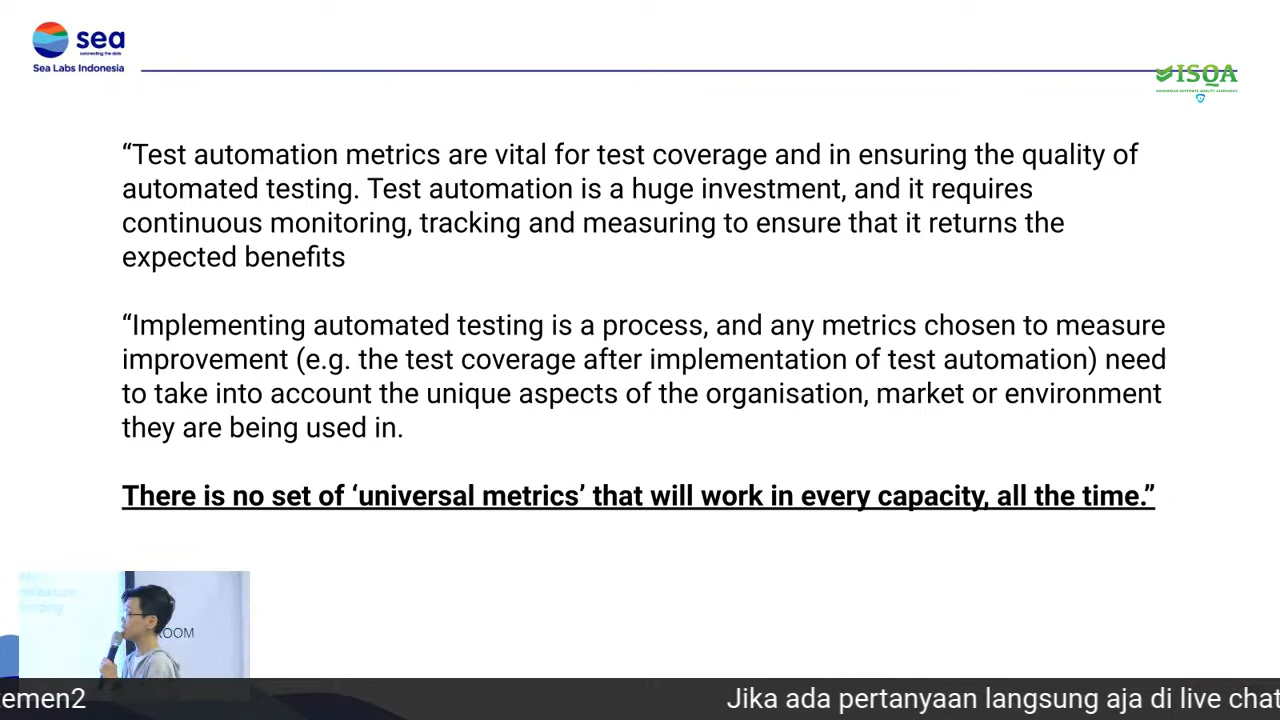 sea
connecting the dots
Sea Labs Indonesia
ISQA
“Test automation metrics are vital for test coverage and in ensuring the quality of
automated testing. Test automation is a huge investment, and it requires
continuous monitoring, tracking and measuring to ensure that it returns the
expected benefits
“Implementing automated testing is a process, and any metrics chosen to measure
improvement (e.g. the test coverage after implementation of test automation) need
to take into account the unique aspects of the organisation, market or environment
they are being used in.
There is no set of ‘universal metrics’ that will work in every capacity, all the time.”
ROOM
emen2
Jika ada pertanyaan langsung aja di live chat